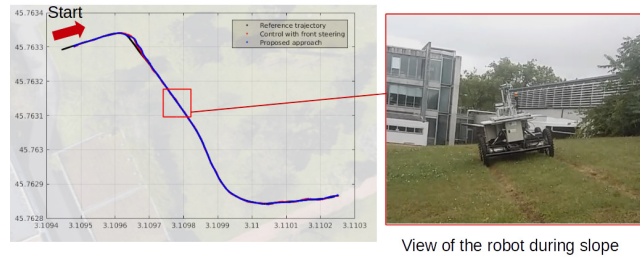 Start
45.7634
45.7633
45.7632
45.7631
45.763
45.7629
45.7628
3.1094 3.1095 3.1096 3.1097 3.1098 3.1099 3.11 3.1101 3.1102 3.1103
Reference trajectory
Control with front steering
Proposed approach
View of the robot during slope